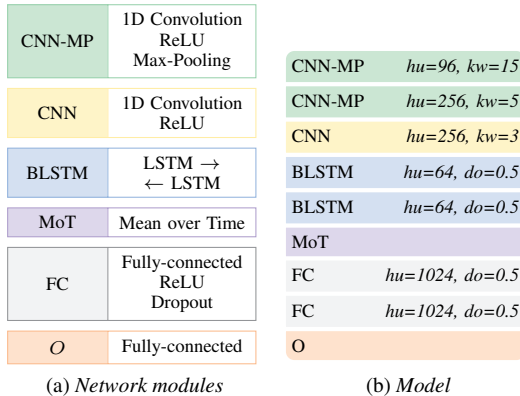 CNN-MP
1D Convolution
ReLU
Max-Pooling
CNN
1D Convolution
ReLU
BLSTM
LSTM →
← LSTM
MoT
Mean over Time
FC
Fully-connected
ReLU
Dropout
O
Fully-connected
(a) Network modules
CNN-MP hu=96, kw=15
CNN-MP hu=256, kw=5
CNN hu=256, kw=3
BLSTM hu=64, do=0.5
BLSTM hu=64, do=0.5
MoT
FC hu=1024, do=0.5
FC hu=1024, do=0.5
O
(b) Model